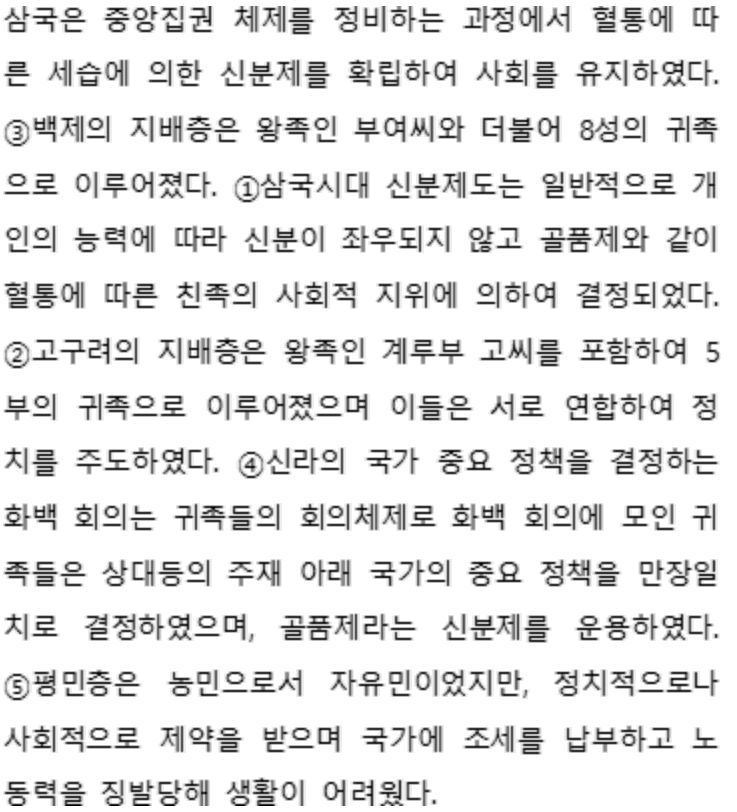 삼국은 중앙집권 체제를 정비하는 과정에서 혈통에 따
른 세습에 의한 신분제를 확립하여 사회를 유지하였다.
③백제의 지배층은 왕족인 부여씨와 더불어 8성의 귀족
으로 이루어졌다. ①삼국시대 신분제도는 일반적으로 개
인의 능력에 따라 신분이 좌우되지 않고 골품제와 같이
혈통에 따른 친족의 사회적 지위에 의하여 결정되었다.
②고구려의 지배층은 왕족인 계루부 고씨를 포함하여 5
부의 귀족으로 이루어졌으며 이들은 서로 연합하여 정
치를 주도하였다. ④신라의 국가 중요 정책을 결정하는
화백 회의는 귀족들의 회의체제로 화백 회의에 모인 귀
족들은 상대등의 주재 아래 국가의 중요 정책을 만장일
치로 결정하였으며, 골품제라는 신분제를 운용하였다.
⑤평민층은 농민으로서 자유민이었지만, 정치적으로나
사회적으로 제약을 받으며 국가에 조세를 납부하고 노
동력을 징발당해 생활이 어려웠다.